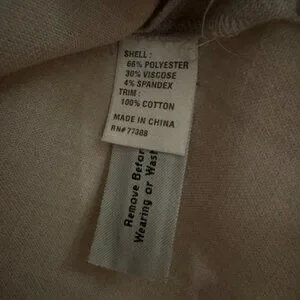 SHELL :
66% POLYESTER
30% VISCOSE
4% SPANDEX
TRIM :
100% COTTON
MADE IN CHINA
RN# 77388
Remove Before
Wearing or Wash